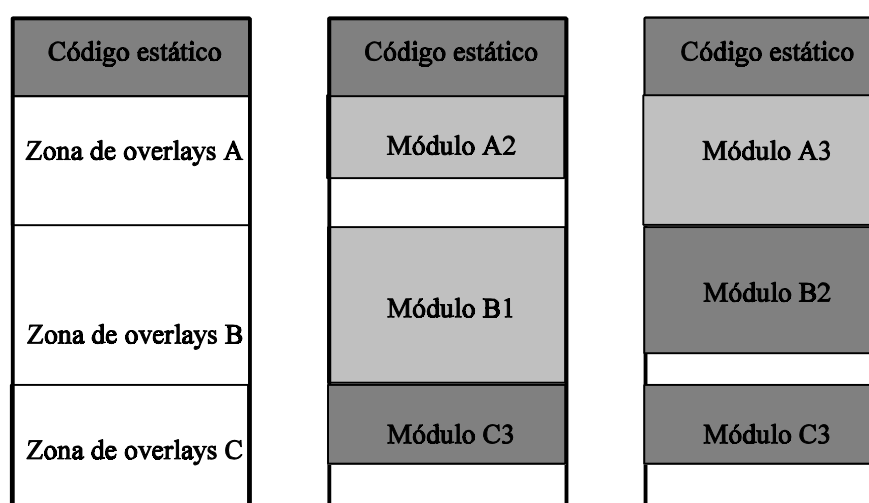 Código estático
Zona de overlays A
Zona de overlays B
Zona de overlays C
Código estático
Módulo A2
Módulo B1
Módulo C3
Código estático
Módulo A3
Módulo B2
Módulo C3